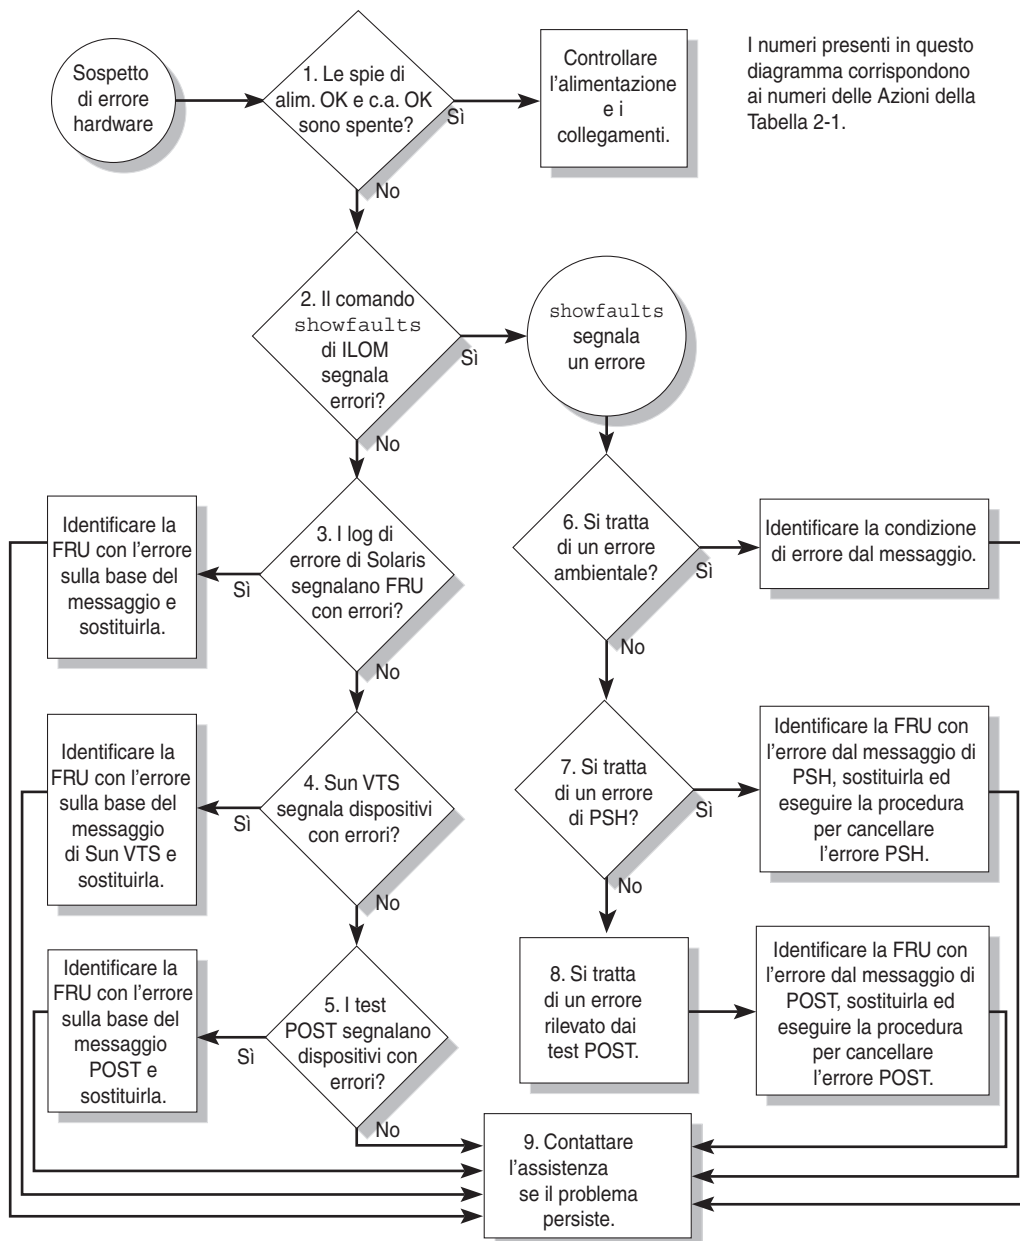 Sospetto
di errore
hardware
1. Le spie di
alim. OK e c.a. OK
sono spente?
Sì
Controllare
l'alimentazione
e i
collegamenti.
I numeri presenti in questo
diagramma corrispondono
ai numeri delle Azioni della
Tabella 2-1.
No
2. Il comando
showfaults
di ILOM
segnala
errori?
Sì
showfaults
segnala
un errore
No
3. I log di
errore di Solaris
segnalano FRU
con errori?
Sì
Identificare la
FRU con l'errore
sulla base del
messaggio e
sostituirla.
6. Si tratta
di un errore
ambientale?
Sì
Identificare la condizione
di errore dal messaggio.
No
No
4. Sun VTS
segnala dispositivi
con errori?
Sì
Identificare la
FRU con l'errore
sulla base del
messaggio
di Sun VTS e
sostituirla.
7. Si tratta
di un errore
di PSH?
Sì
Identificare la FRU con
l'errore dal messaggio di
PSH, sostituirla ed
eseguire la procedura
per cancellare
l'errore PSH.
No
No
5. I test
POST segnalano
dispositivi con
errori?
Sì
Identificare la
FRU con l'errore
sulla base del
messaggio
POST e
sostituirla.
8. Si tratta
di un errore
rilevato dai
test POST.
Identificare la FRU con
l'errore dal messaggio di
POST, sostituirla ed
eseguire la procedura
per cancellare
l'errore POST.
No
9. Contattare
l'assistenza
se il problema
persiste.